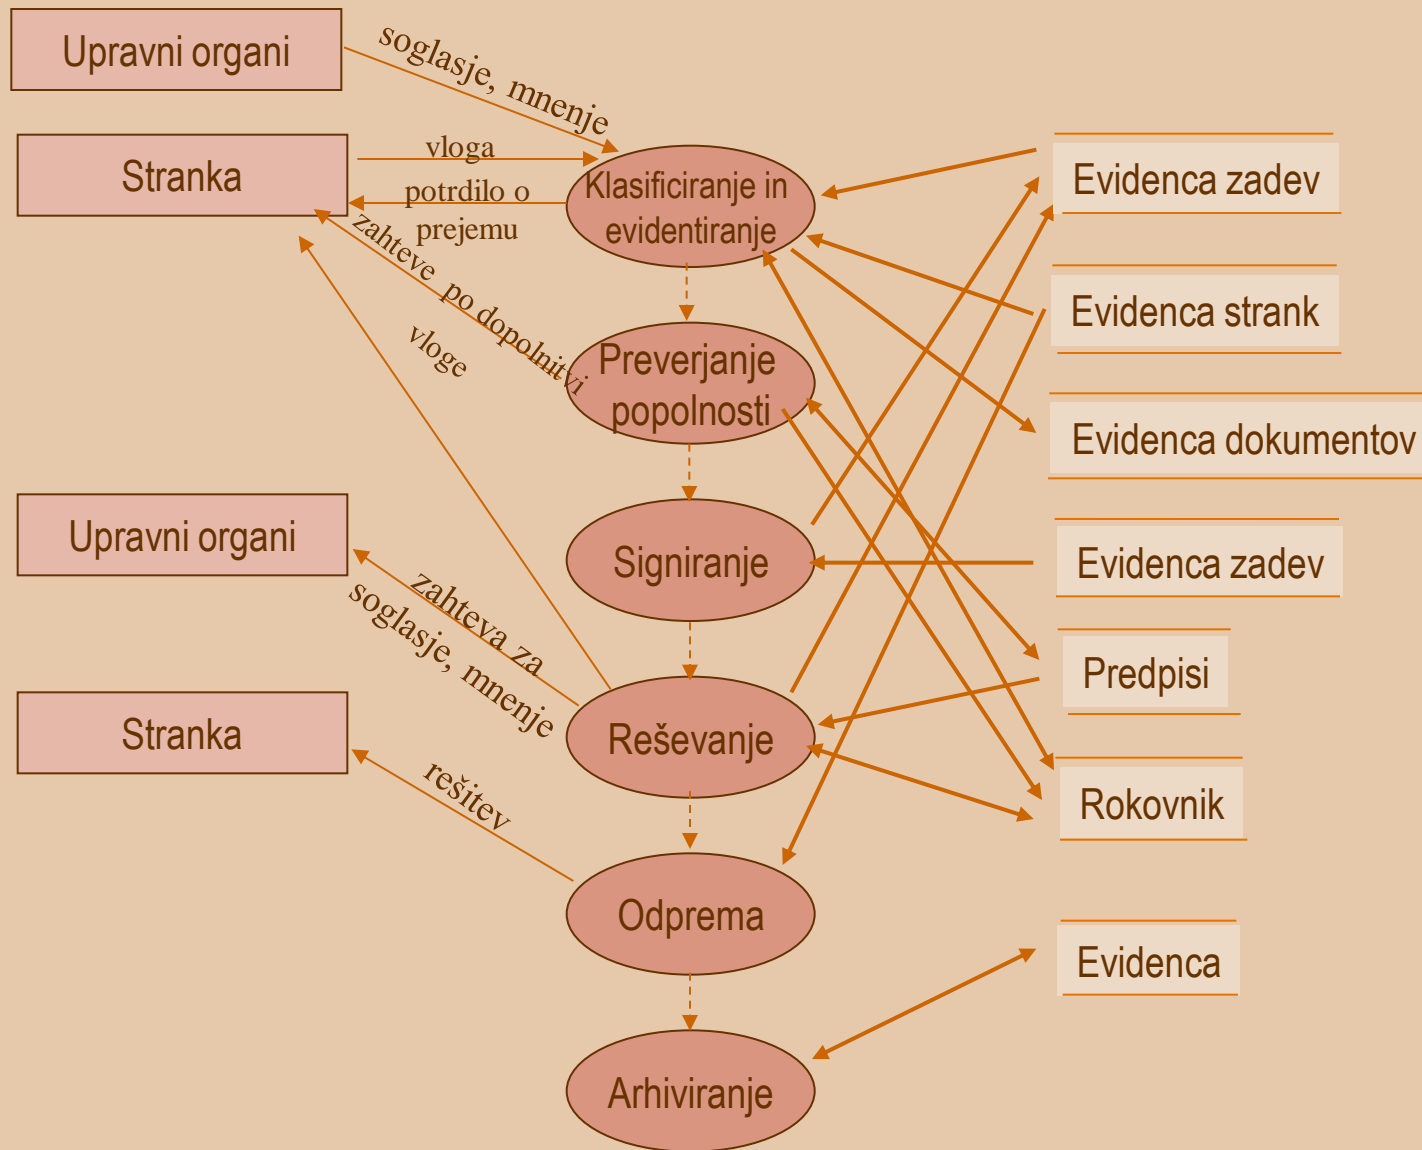 Upravni organi
soglasje, mnenje
Stranka
vloga
potrdilo o
prejemu
zahteve po dopolnitvi
vloge
Upravni organi
zahteva za
soglasje, mnenje
Stranka
rešitev
Klasificiranje in
evidentiranje
Preverjanje
popolnosti
Signiranje
Reševanje
Odprema
Arhiviranje
Evidenca zadev
Evidenca strank
Evidenca dokumentov
Evidenca zadev
Predpisi
Rokovnik
Evidenca